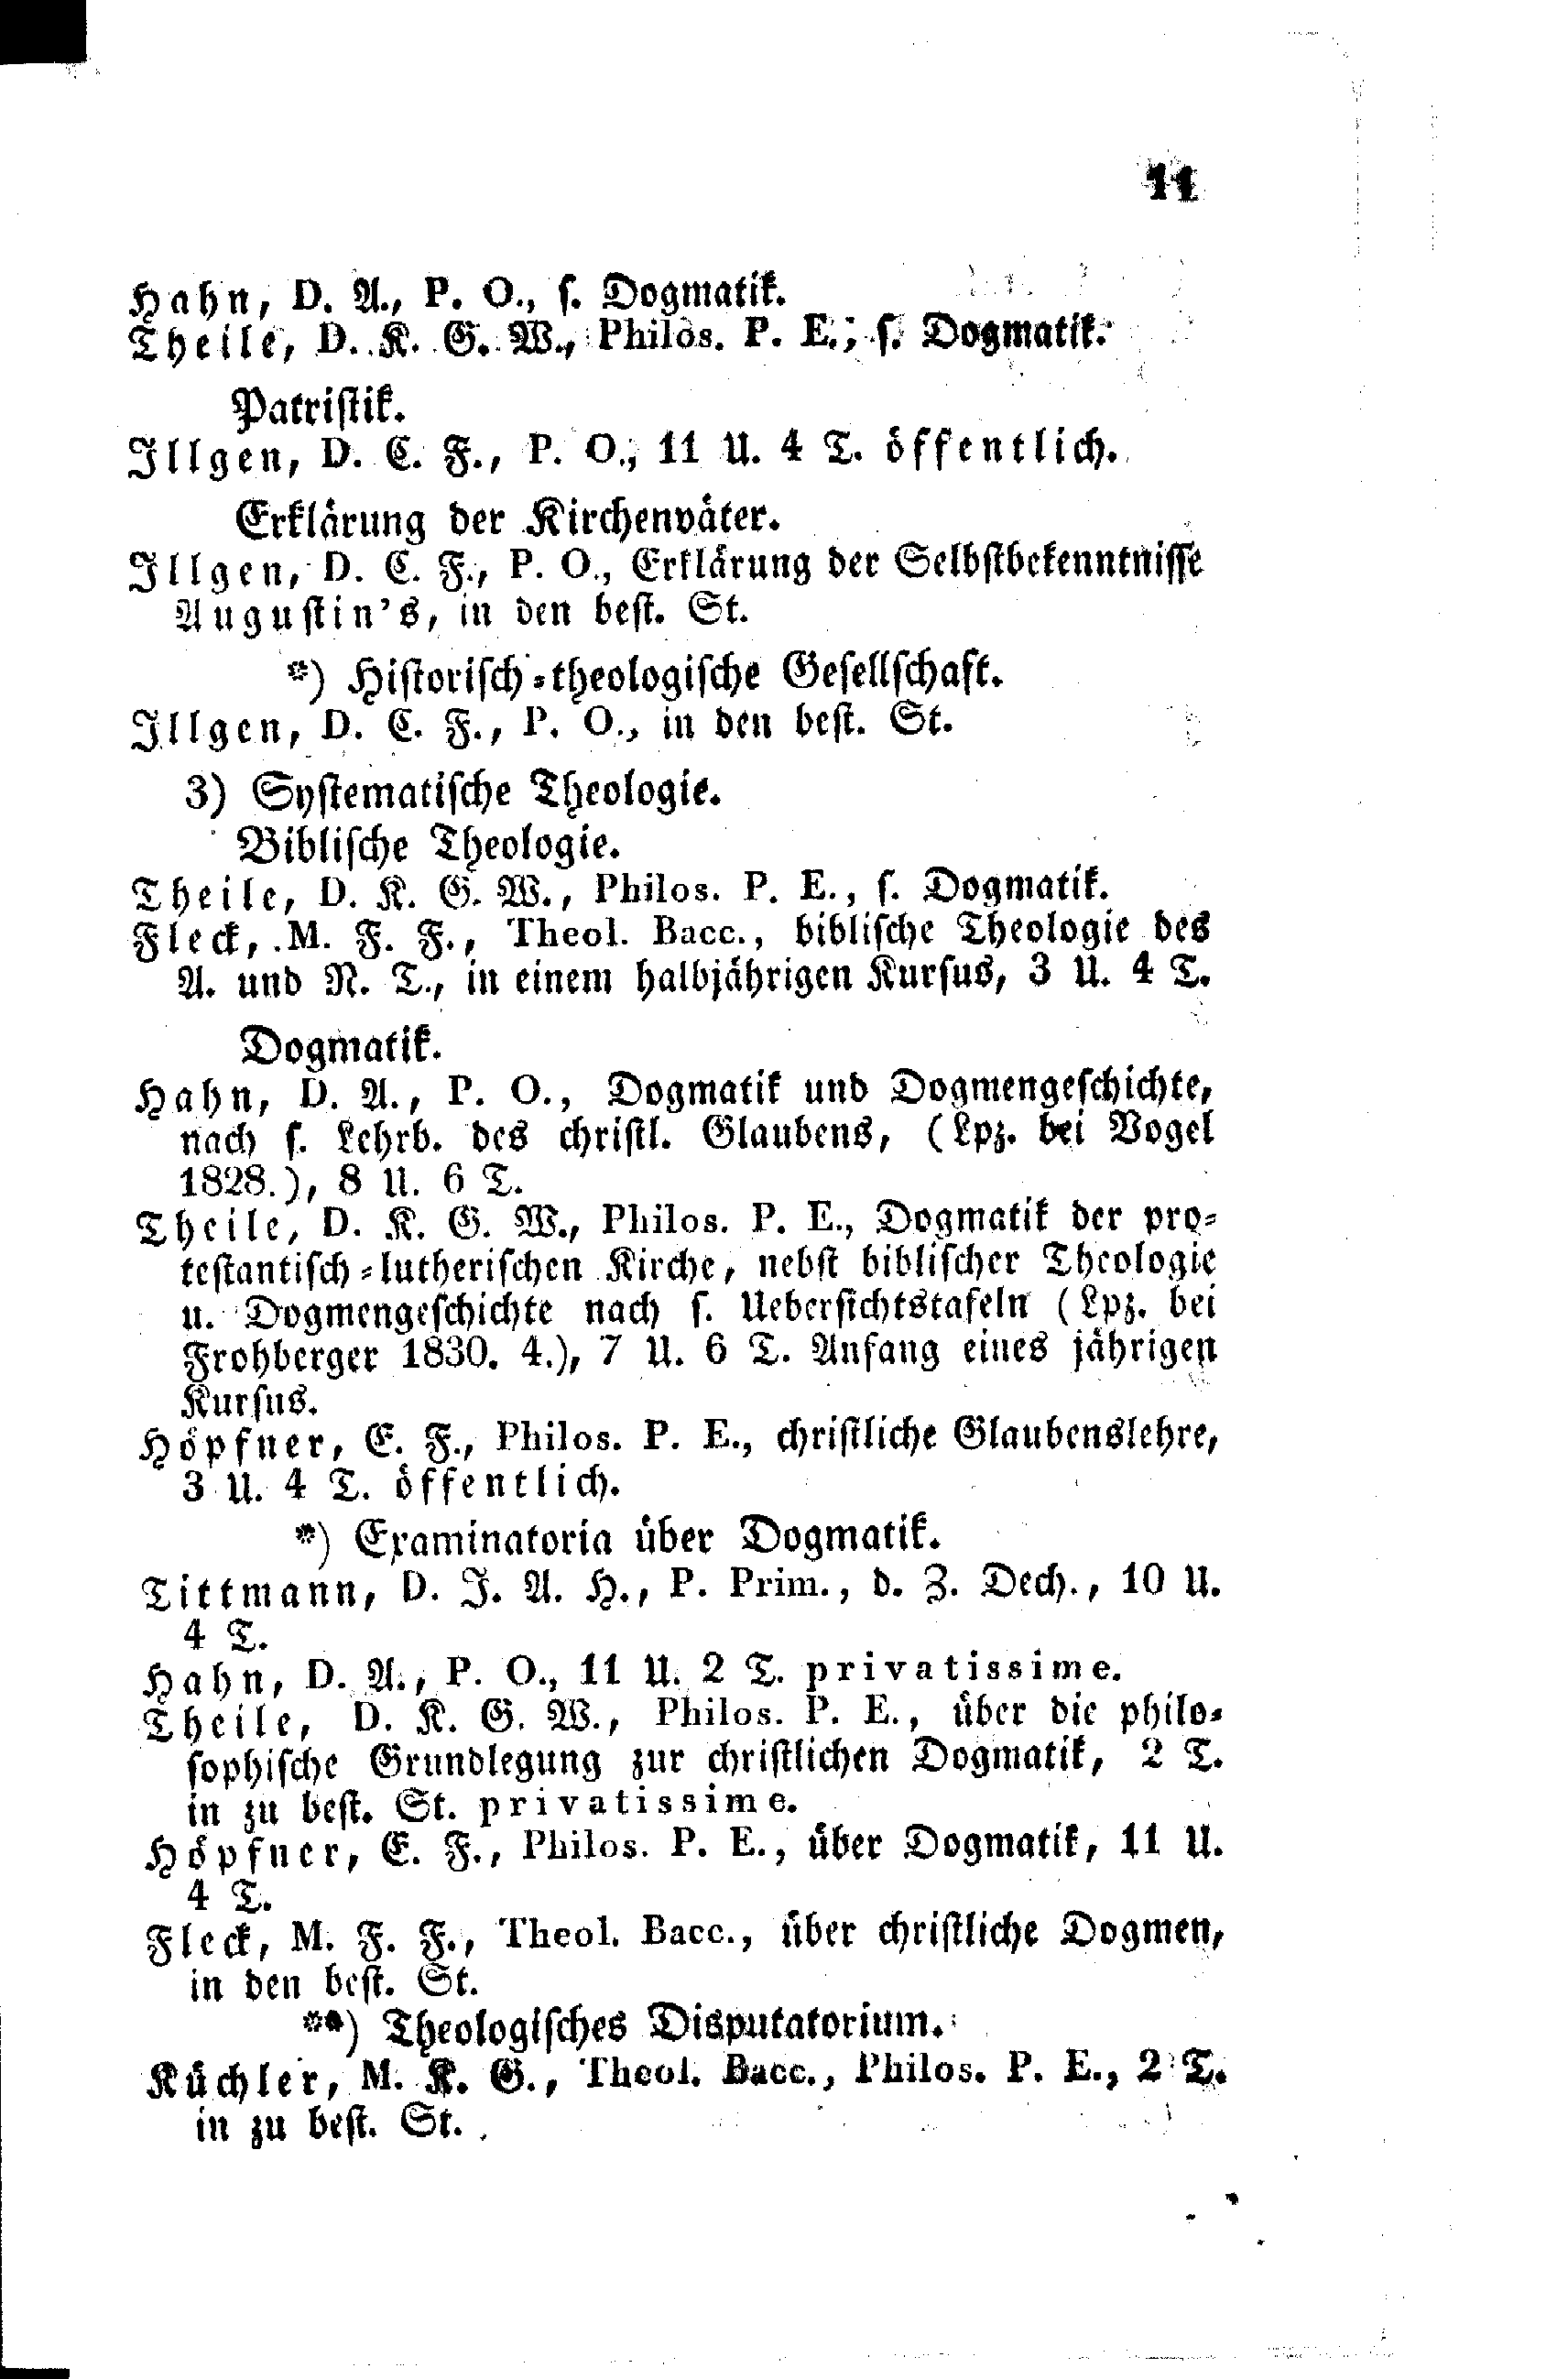 11
Hahn, D. A., P. O., s. Dogmatik.
Theile, D. K. G. W., Philos. P. E., s. Dogmatik.
Patristik.
Illgen, D. C. F., P. O., 11 U. 4 T. öffentlich.
Erklärung der Kirchenväter.
Illgen, D. C. F., P. O., Erklärung der Selbstbekenntnisse
Augustin's, in den best. St.
*) Historisch-theologische Gesellschaft.
Illgen, D. C. F., P. O., in den best. St.
3) Systematische Theologie.
Biblische Theologie.
Theile, D. K. G. W., Philos. P. E., s. Dogmatik.
Fleck, M. F. F., Theol. Bacc., biblische Theologie des
A. und N. T., in einem halbjährigen Kursus, 3 U. 4 T.
Dogmatik.
Hahn, D. A., P. O., Dogmatik und Dogmengeschichte,
nach s. Lehrb. des christl. Glaubens, (Lpz. bei Vogel
1828.), 8 U. 6 T.
Theile, D. K. G. W., Philos. P. E., Dogmatik der pro-
testantisch-lutherischen Kirche, nebst biblischer Theologie
u. Dogmengeschichte nach s. Uebersichtstafeln (Lpz. bei
Frohberger 1830. 4.), 7 U. 6 T. Anfang eines jährigen
Kursus.
Höpfner, E. F., Philos. P. E., christliche Glaubenslehre,
3 U. 4 T. öffentlich.
*) Examinatoria über Dogmatik.
Tittmann, D. J. A. H., P. Prim., d. Z. Dech., 10 U.
4 T.
Hahn, D. A., P. O., 11 U. 2 T. privatissime.
Theile, D. K. G. W., Philos. P. E., über die philo-
sophische Grundlegung zur christlichen Dogmatik, 2 T.
in zu best. St. privatissime.
Höpfner, E. F., Philos. P. E., über Dogmatik, 11 U.
4 T.
Fleck, M. F. F., Theol. Bacc., über christliche Dogmen,
in den best. St.
**) Theologisches Disputatorium.
Küchler, M. K. G., Theol. Bacc., Philos. P. E., 2 T.
in zu best. St.